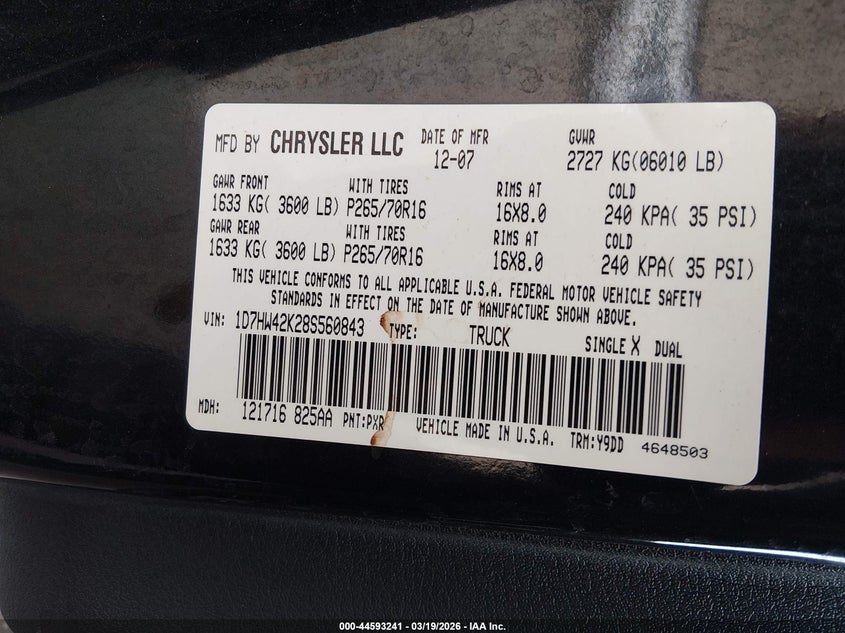 MFD BY CHRYSLER LLC DATE OF MFR 12-07 GVWR 2727 KG(06010 LB)
GAWR FRONT WITH TIRES RIMS AT COLD
1633 KG( 3600 LB) P265/70R16 16X8.0 240 KPA( 35 PSI)
GAWR REAR WITH TIRES RIMS AT COLD
1633 KG( 3600 LB) P265/70R16 16X8.0 240 KPA( 35 PSI)
THIS VEHICLE CONFORMS TO ALL APPLICABLE U.S.A. FEDERAL MOTOR VEHICLE SAFETY
STANDARDS IN EFFECT ON THE DATE OF MANUFACTURE SHOWN ABOVE.
VIN: 1D7HW42K28S560843 TYPE: TRUCK SINGLE X DUAL
MDH: 121716 825AA PNT:PXR VEHICLE MADE IN U.S.A. TRM:Y9DD 4648503
000-44593241 - 03/19/2026 - IAA Inc.